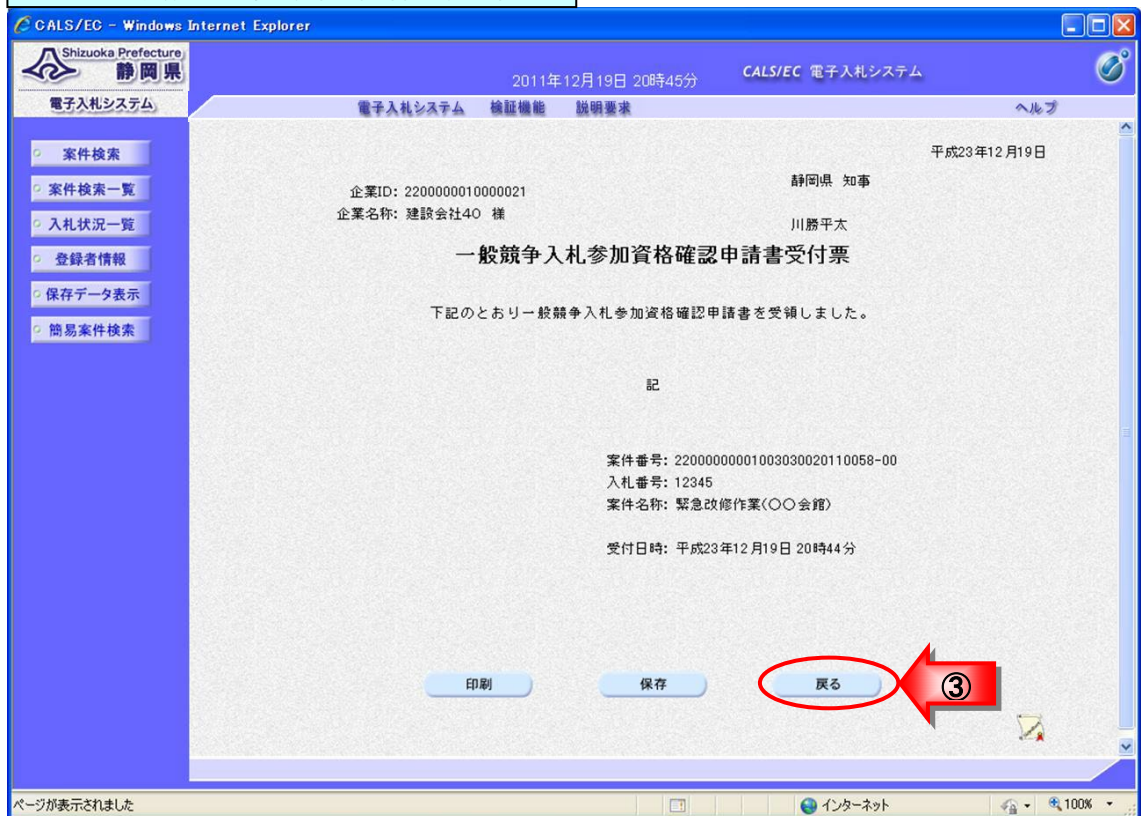 CALS/EC - Windows Internet Explorer
Shizuoka Prefecture
静岡県
電子入札システム
2011年12月19日 20時45分
CALS/EC 電子入札システム
電子入札システム 検証機能 説明要求 ヘルプ
案件検索
案件検索一覧
入札状況一覧
登録者情報
保存データ表示
簡易案件検索
平成23年12月19日
静岡県 知事
企業ID: 2200000010000021
企業名称: 建設会社40 様
川勝平太
一般競争入札参加資格確認申請書受付票
下記のとおり一般競争入札参加資格確認申請書を受領しました。
記
案件番号: 22000000001003030020110058-00
入札番号: 12345
案件名称: 緊急改修作業(〇〇会館)
受付日時: 平成23年12月19日 20時44分
印刷 保存 戻る ③
ページが表示されました インターネット 100%